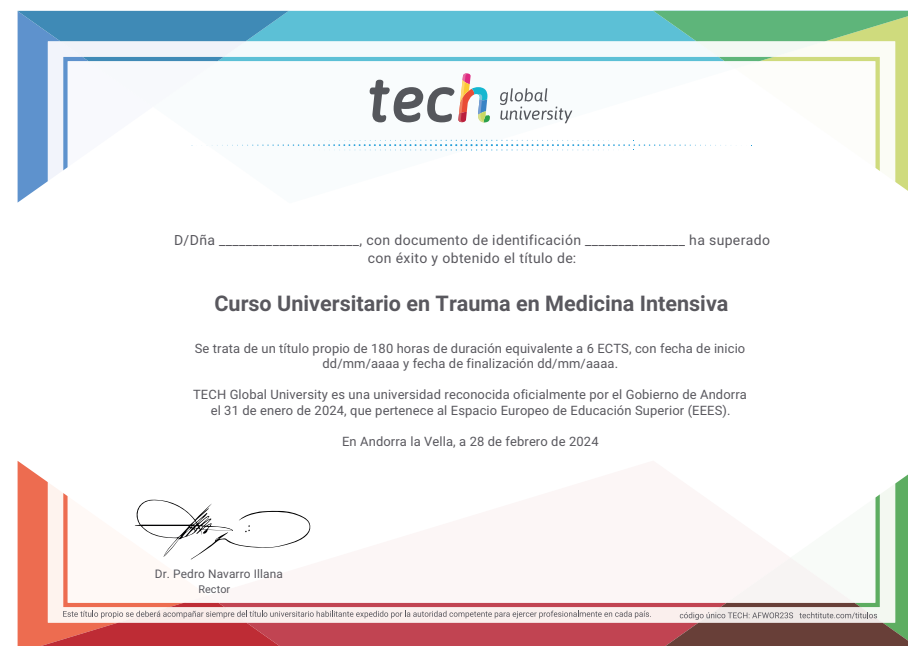 tech global university
D/Dña _____________________, con documento de identificación _______________ ha superado
con éxito y obtenido el título de:
Curso Universitario en Trauma en Medicina Intensiva
Se trata de un título propio de 180 horas de duración equivalente a 6 ECTS, con fecha de inicio
dd/mm/aaaa y fecha de finalización dd/mm/aaaa.
TECH Global University es una universidad reconocida oficialmente por el Gobierno de Andorra
el 31 de enero de 2024, que pertenece al Espacio Europeo de Educación Superior (EEES).
En Andorra la Vella, a 28 de febrero de 2024
Dr. Pedro Navarro Illana
Rector
Este título propio se deberá acompañar siempre del título universitario habilitante expedido por la autoridad competente para ejercer profesionalmente en cada país. código único TECH: AFWOR23S techtitute.com/titulos